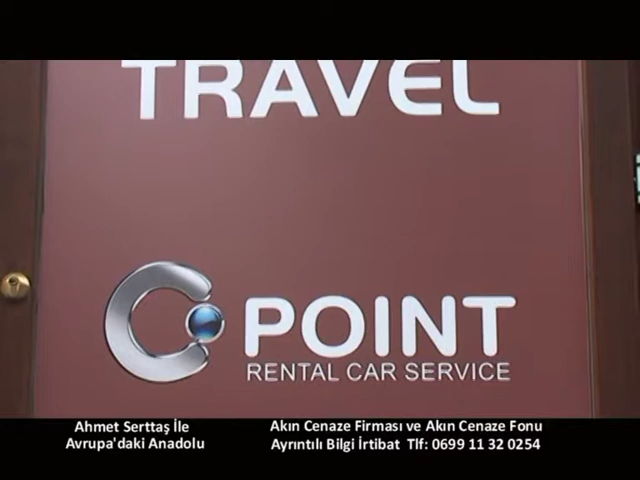 TRAVEL
POINT
RENTAL CAR SERVICE
Ahmet Serttaş İle
Avrupa'daki Anadolu
Akın Cenaze Firması ve Akın Cenaze Fonu
Ayrıntılı Bilgi İrtibat Tlf: 0699 11 32 0254